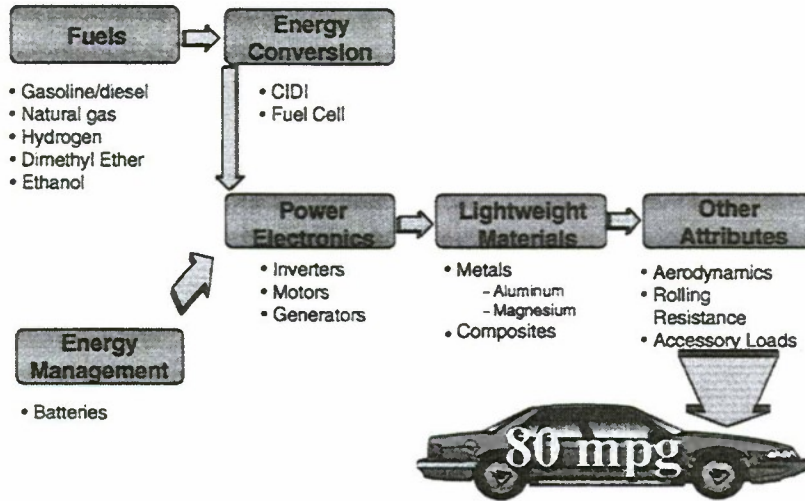 Fuels
• Gasoline/diesel
• Natural gas
• Hydrogen
• Dimethyl Ether
• Ethanol
Energy
Conversion
• CIDI
• Fuel Cell
Power
Electronics
• Inverters
• Motors
• Generators
Lightweight
Materials
• Metals
– Aluminum
– Magnesium
• Composites
Other
Attributes
• Aerodynamics
• Rolling
Resistance
• Accessory Loads
Energy
Management
• Batteries
80 mpg